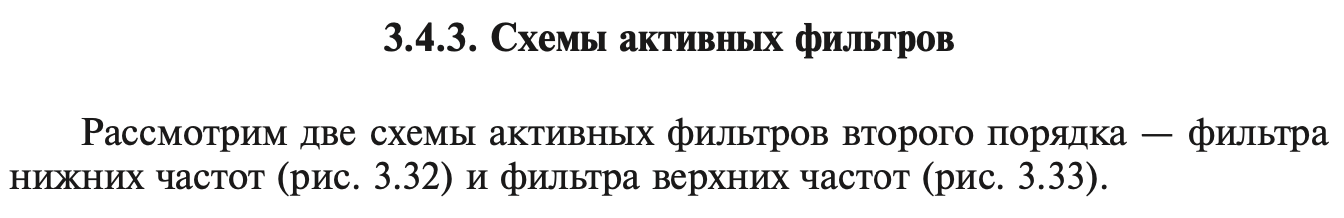 3.4.3. Схемы активных фильтров
Рассмотрим две схемы активных фильтров второго порядка — фильтра
нижних частот (рис. 3.32) и фильтра верхних частот (рис. 3.33).